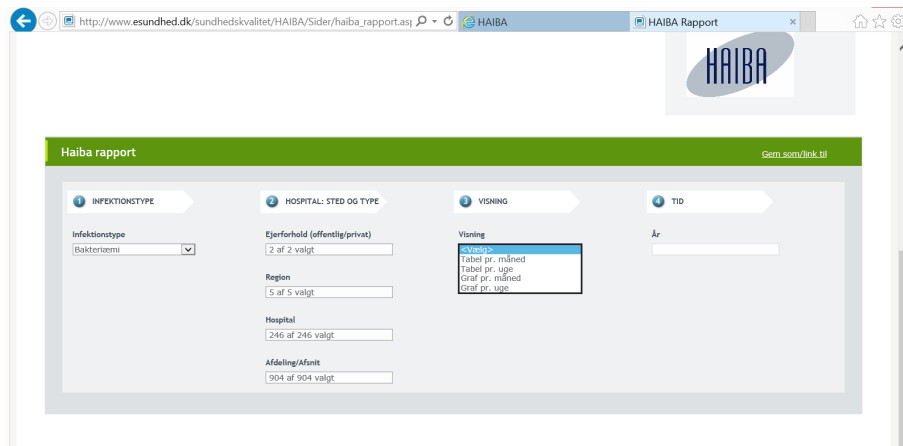 http://www.esundhed.dk/sundhedskvalitet/HAIBA/Sider/haiba_rapport.asp
HAIBA
HAIBA Rapport
HAIBA
Haiba rapport
Gem som/link til
1 INFEKTIONSTYPE
2 HOSPITAL: STED OG TYPE
3 VISNING
4 TID
Infektionstype
Ejerforhold (offentlig/privat)
Visning
År
Bakteriæmi
2 af 2 valgt
<Vælg>
Tabel pr. måned
Tabel pr. uge
Graf pr. måned
Graf pr. uge
Region
5 af 5 valgt
Hospital
246 af 246 valgt
Afdeling/Afsnit
904 af 904 valgt